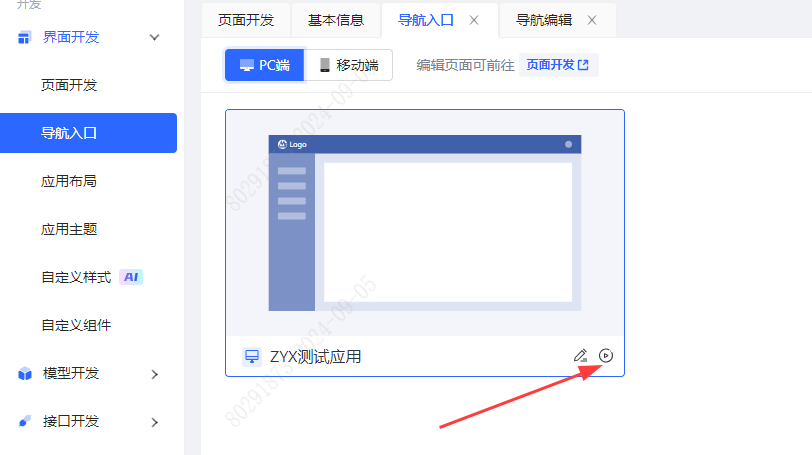 开发
界面开发
页面开发
导航入口
应用布局
应用主题
自定义样式 AI
自定义组件
模型开发
接口开发
页面开发 基本信息 导航入口 导航编辑
PC端 移动端 编辑页面可前往 页面开发
Logo
ZYX测试应用